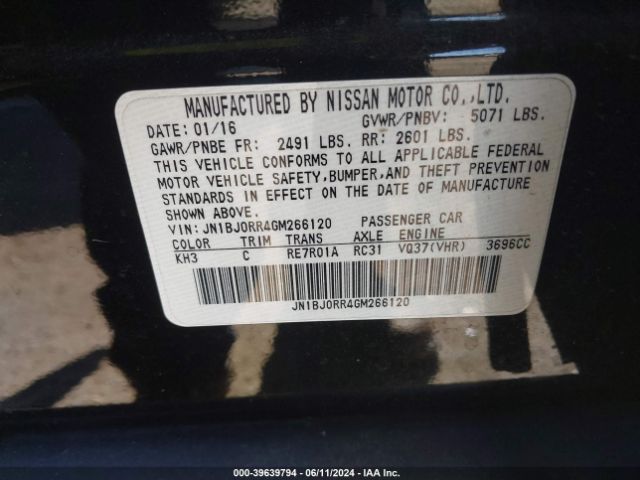 MANUFACTURED BY NISSAN MOTOR CO.,LTD.
DATE: 01/16 GVWR/PNBV: 5071 LBS.
GAWR/PNBE FR: 2491 LBS. RR: 2601 LBS.
THIS VEHICLE CONFORMS TO ALL APPLICABLE FEDERAL
MOTOR VEHICLE SAFETY, BUMPER, AND THEFT PREVENTION
STANDARDS IN EFFECT ON THE DATE OF MANUFACTURE
SHOWN ABOVE.
VIN: JN1BJ0RR4GM266120 PASSENGER CAR
COLOR TRIM TRANS AXLE ENGINE
KH3 C RE7R01A RC31 VQ37(VHR) 3696CC
JN1BJ0RR4GM266120
000-39639794 - 06/11/2024 - IAA Inc.